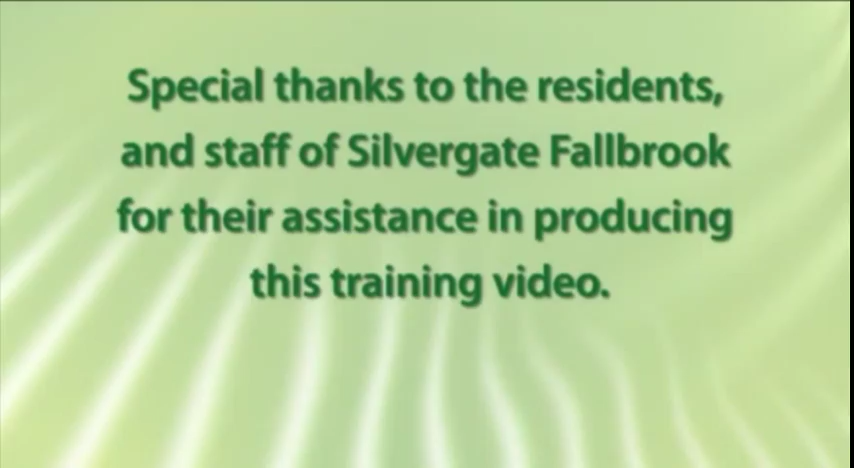 Special thanks to the residents,
and staff of Silvergate Fallbrook
for their assistance in producing
this training video.